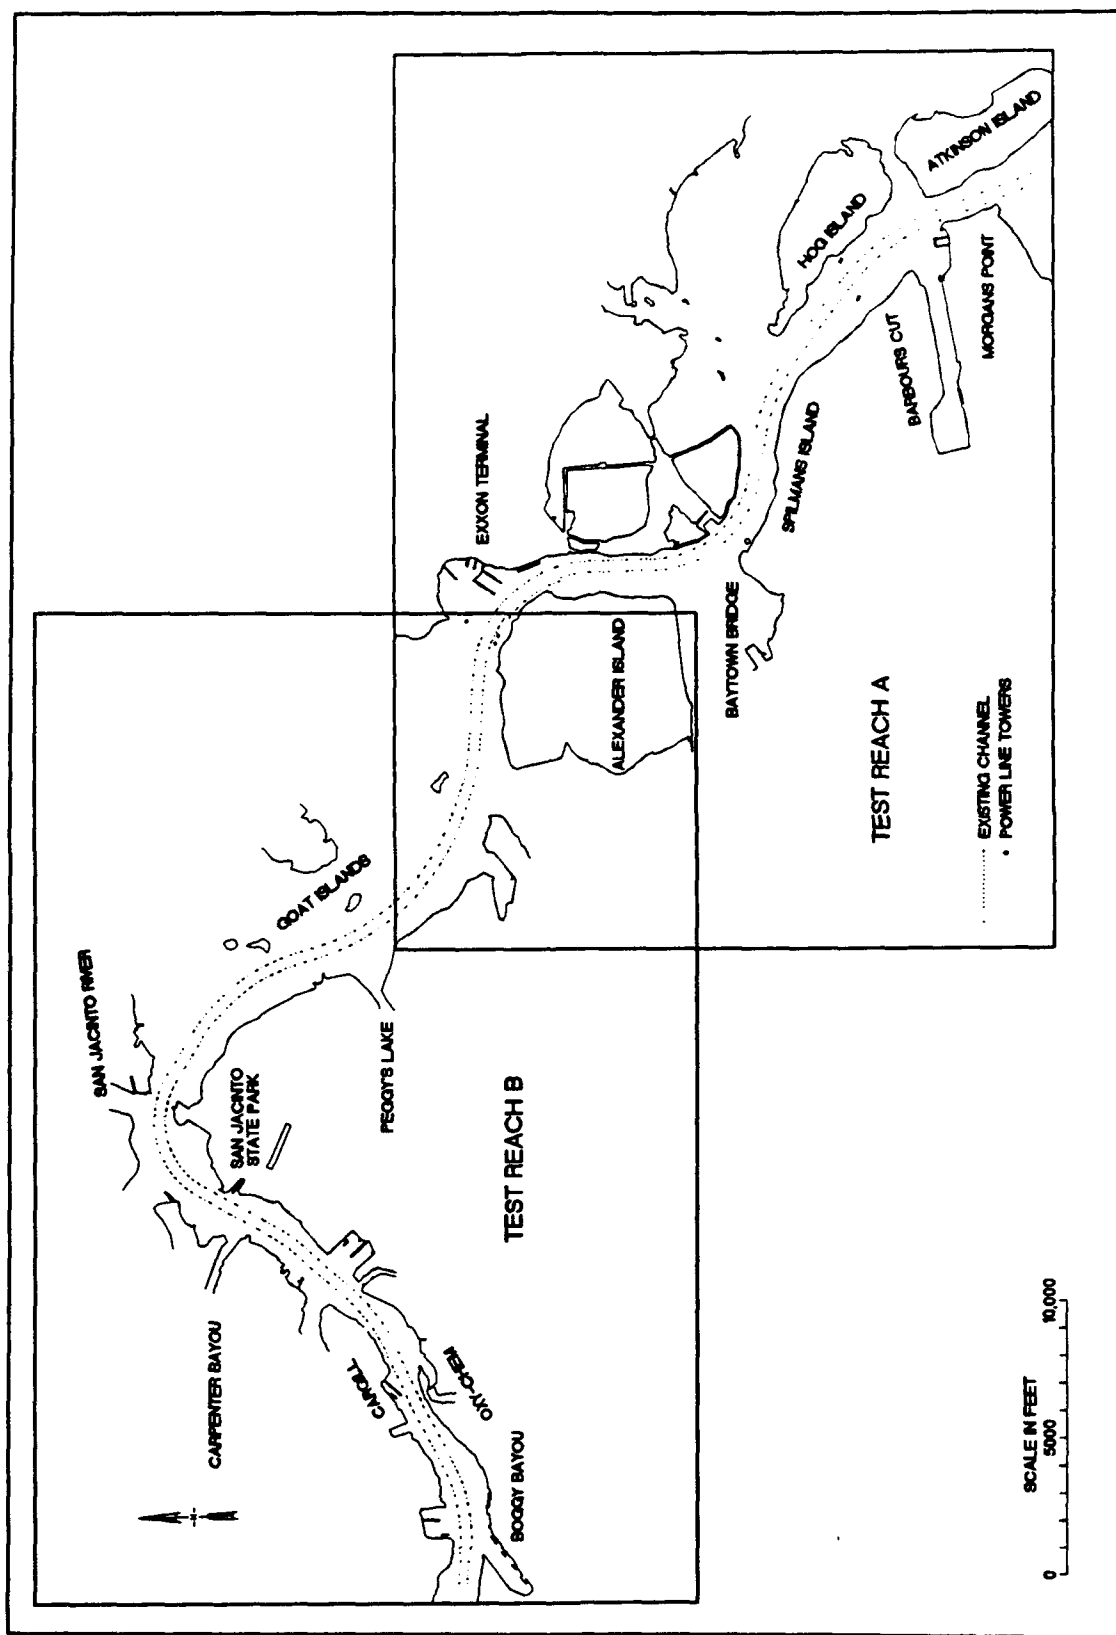 SAN JACINTO RIVER
CARPENTER BAYOU
SAN JACINTO
STATE PARK
GOAT ISLANDS
PEGGY'S LAKE
CARGILL
OXY-CHEM
BOGGY BAYOU
TEST REACH B
EXXON TERMINAL
ALEXANDER ISLAND
BAYTOWN BRIDGE
SPILMANS ISLAND
HOG ISLAND
ATKINSON ISLAND
BARBOURS CUT
MORGANS POINT
TEST REACH A
EXISTING CHANNEL
POWER LINE TOWERS
SCALE IN FEET
0 5000 10,000